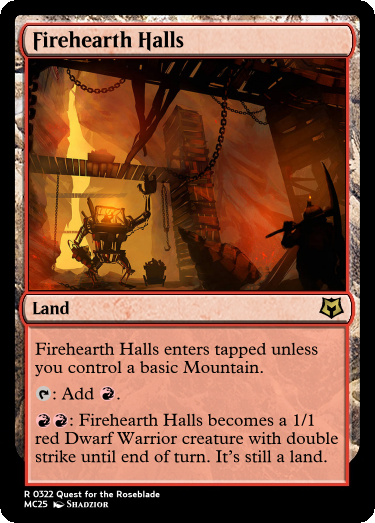 Firehearth Halls
Land
Firehearth Halls enters tapped unless
you control a basic Mountain.
: Add R.
RR: Firehearth Halls becomes a 1/1
red Dwarf Warrior creature with double
strike until end of turn. It's still a land.
R 0322 Quest for the Roseblade
MC25 Shadzior